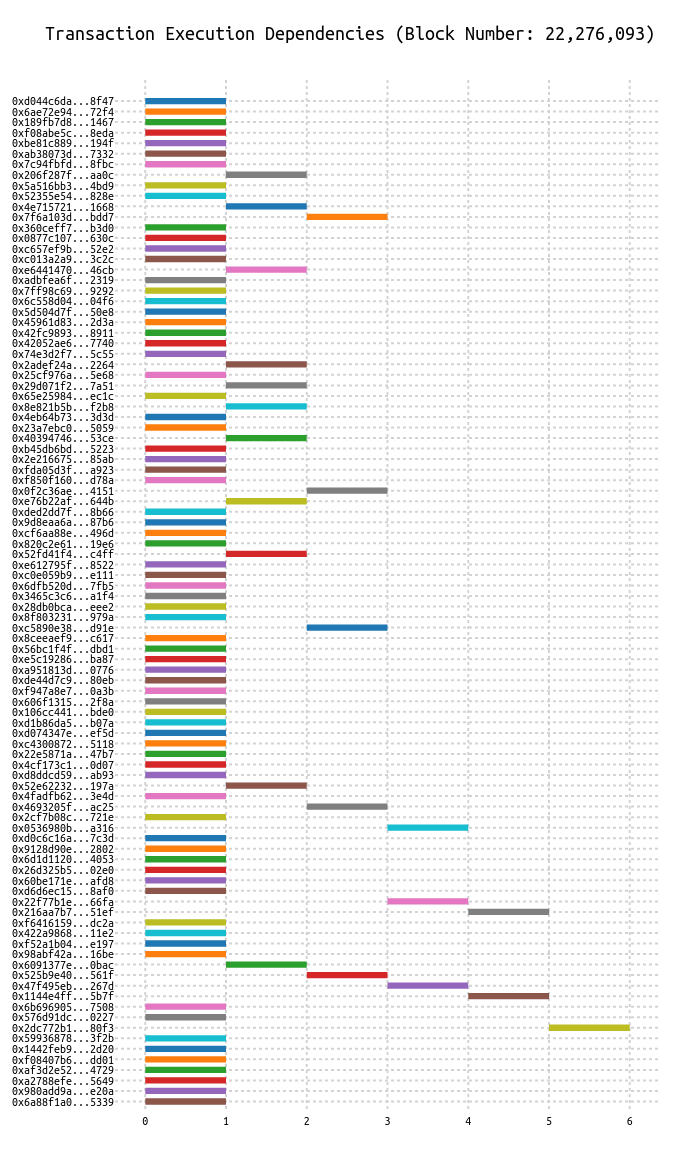 Transaction Execution Dependencies (Block Number: 22,276,093)
0xd044c6da...8f47
0x6ae72e94...72f4
0x189fb7d8...1467
0xf08abe5c...8eda
0xbe81c889...194f
0xab38073d...7332
0x7c94fbfd...8fbc
0x206f287f...aa0c
0x5a516bb3...4bd9
0x52355e54...828e
0x4e715721...1668
0x7f6a103d...bdd7
0x360ceff7...b3d0
0x0877c107...630c
0xc657ef9b...52e2
0xc013a2a9...3c2c
0xe6441470...46cb
0xadbfea6f...2319
0x7ff98c69...9292
0x6c558d04...04f6
0x5d504d7f...50e8
0x45961d83...2d3a
0x42fc9893...8911
0x42052ae6...7740
0x74e3d2f7...5c55
0x2adef24a...2264
0x25cf976a...5e68
0x29d071f2...7a51
0x65e25984...ec1c
0x8e821b5b...f2b8
0x4eb64b73...3d3d
0x23a7ebc0...5059
0x40394746...53ce
0xb45db6bd...5223
0x2e216675...85ab
0xfda05d3f...a923
0xf850f160...d78a
0x0f2c36ae...4151
0xe76b22af...644b
0xded2dd7f...8b66
0x9d8eaa6a...87b6
0xcf6aa88e...496d
0x820c2e61...19e6
0x52fd41f4...c4ff
0xe612795f...8522
0xc0e059b9...e111
0x6dfb520d...7fb5
0x3465c3c6...a1f4
0x28db0bca...eee2
0x8f803231...979a
0xc5890e38...d91e
0x8ceeaef9...c617
0x56bc1f4f...dbd1
0xe5c19286...ba87
0xa951813d...0776
0xde44d7c9...80eb
0xf947a8e7...0a3b
0x606f1315...2f8a
0x106cc441...bde0
0xd1b86da5...b07a
0xd074347e...ef5d
0xc4300872...5118
0x22e5871a...47b7
0x4cf173c1...0d07
0xd8ddcd59...ab93
0x52e62232...197a
0x4fadfb62...3e4d
0x4693205f...ac25
0x2cf7b08c...721e
0x0536980b...a316
0xd0c6c16a...7c3d
0x9128d90e...2802
0x6d1d1120...4053
0x26d325b5...02e0
0x60be171e...afd8
0xd6d6ec15...8af0
0x22f77b1e...66fa
0x216aa7b7...51ef
0xf6416159...dc2a
0x422a9868...11e2
0xf52a1b04...e197
0x98abf42a...16be
0x6091377e...0bac
0x525b9e40...561f
0x47f495eb...267d
0x1144e4ff...5b7f
0x6b696905...7508
0x576d91dc...0227
0x2dc772b1...80f3
0x59936878...3f2b
0x1442feb9...2d20
0xf08407b6...dd01
0xaf3d2e52...4729
0xa2788efe...5649
0x980add9a...e20a
0x6a88f1a0...5339
0 1 2 3 4 5 6